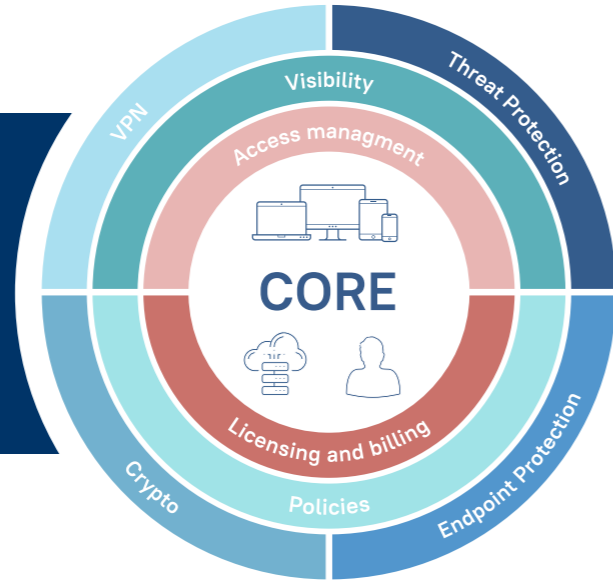 VPN
Threat Protection
Visibility
Access managment
CORE
Licensing and billing
Policies
Crypto
Endpoint Protection